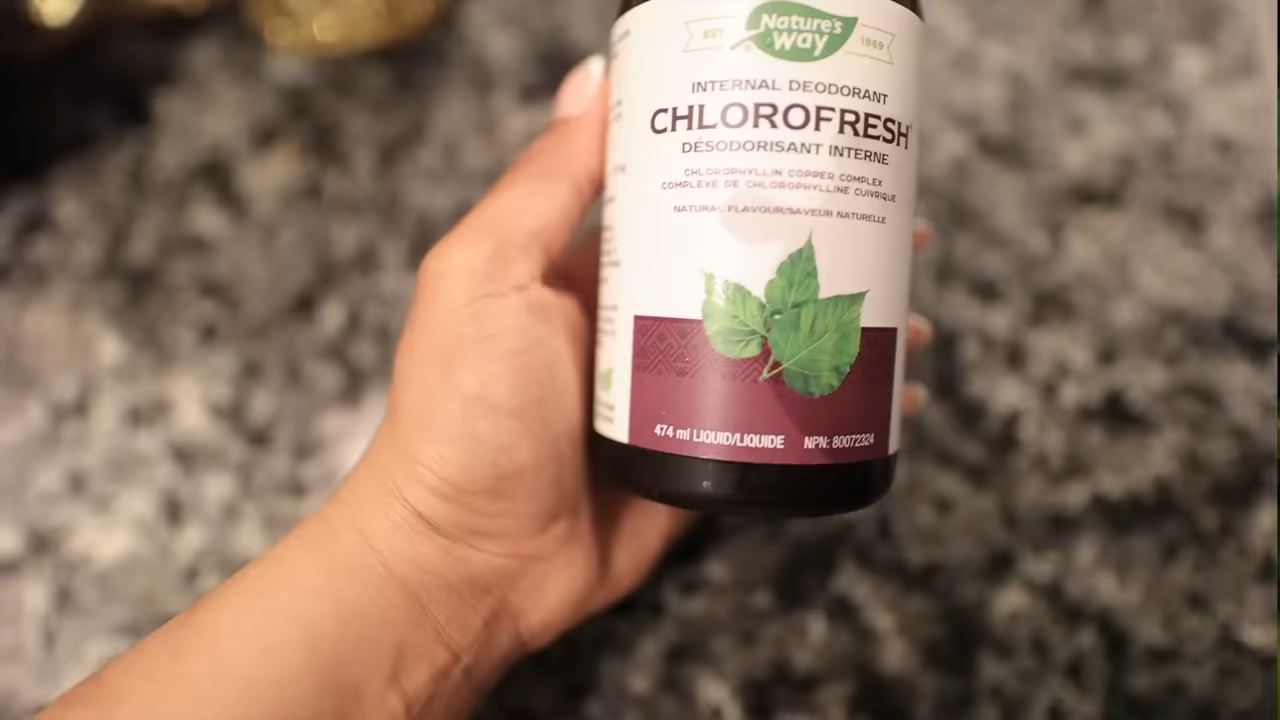 EST
Nature's
Way
1969
INTERNAL DEODORANT
CHLOROFRESH
DÉSODORISANT INTERNE
CHLOROPHYLLIN COPPER COMPLEX
COMPLEXE DE CHLOROPHYLLINE CUIVRIQUE
NATURAL FLAVOUR/SAVEUR NATURELLE
474 ml LIQUID/LIQUIDE NPN: 80072324